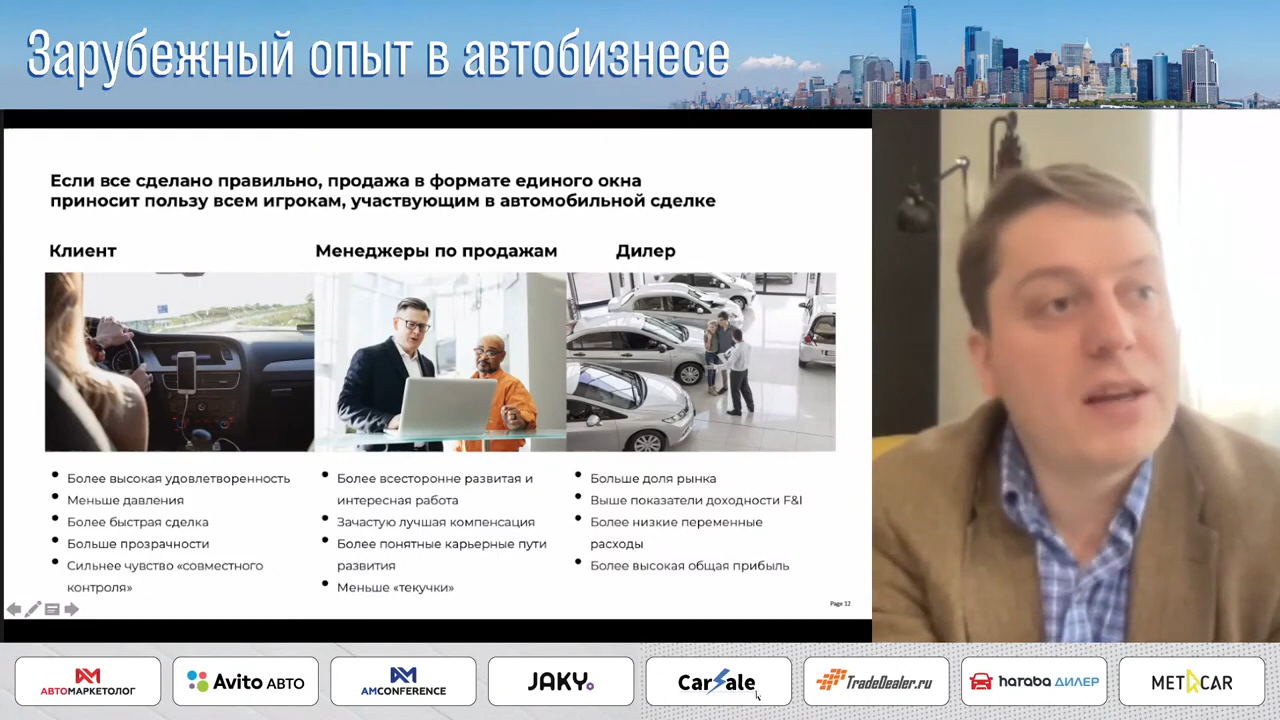 Зарубежный опыт в автобизнесе
Если все сделано правильно, продажа в формате единого окна
приносит пользу всем игрокам, участвующим в автомобильной сделке
Клиент
Менеджеры по продажам
Дилер
Более высокая удовлетворенность
Меньше давления
Более быстрая сделка
Больше прозрачности
Сильнее чувство «совместного
контроля»
Более всесторонне развитая и
интересная работа
Зачастую лучшая компенсация
Более понятные карьерные пути
развития
Меньше «текучки»
Больше доля рынка
Выше показатели доходности F&I
Более низкие переменные
расходы
Более высокая общая прибыль
Page 12
АВТОМАРКЕТОЛОГ
Avito АВТО
AMCONFERENCE
JAKY
CarSale
TradeDealer.ru
haraba ДИЛЕР
METACAR